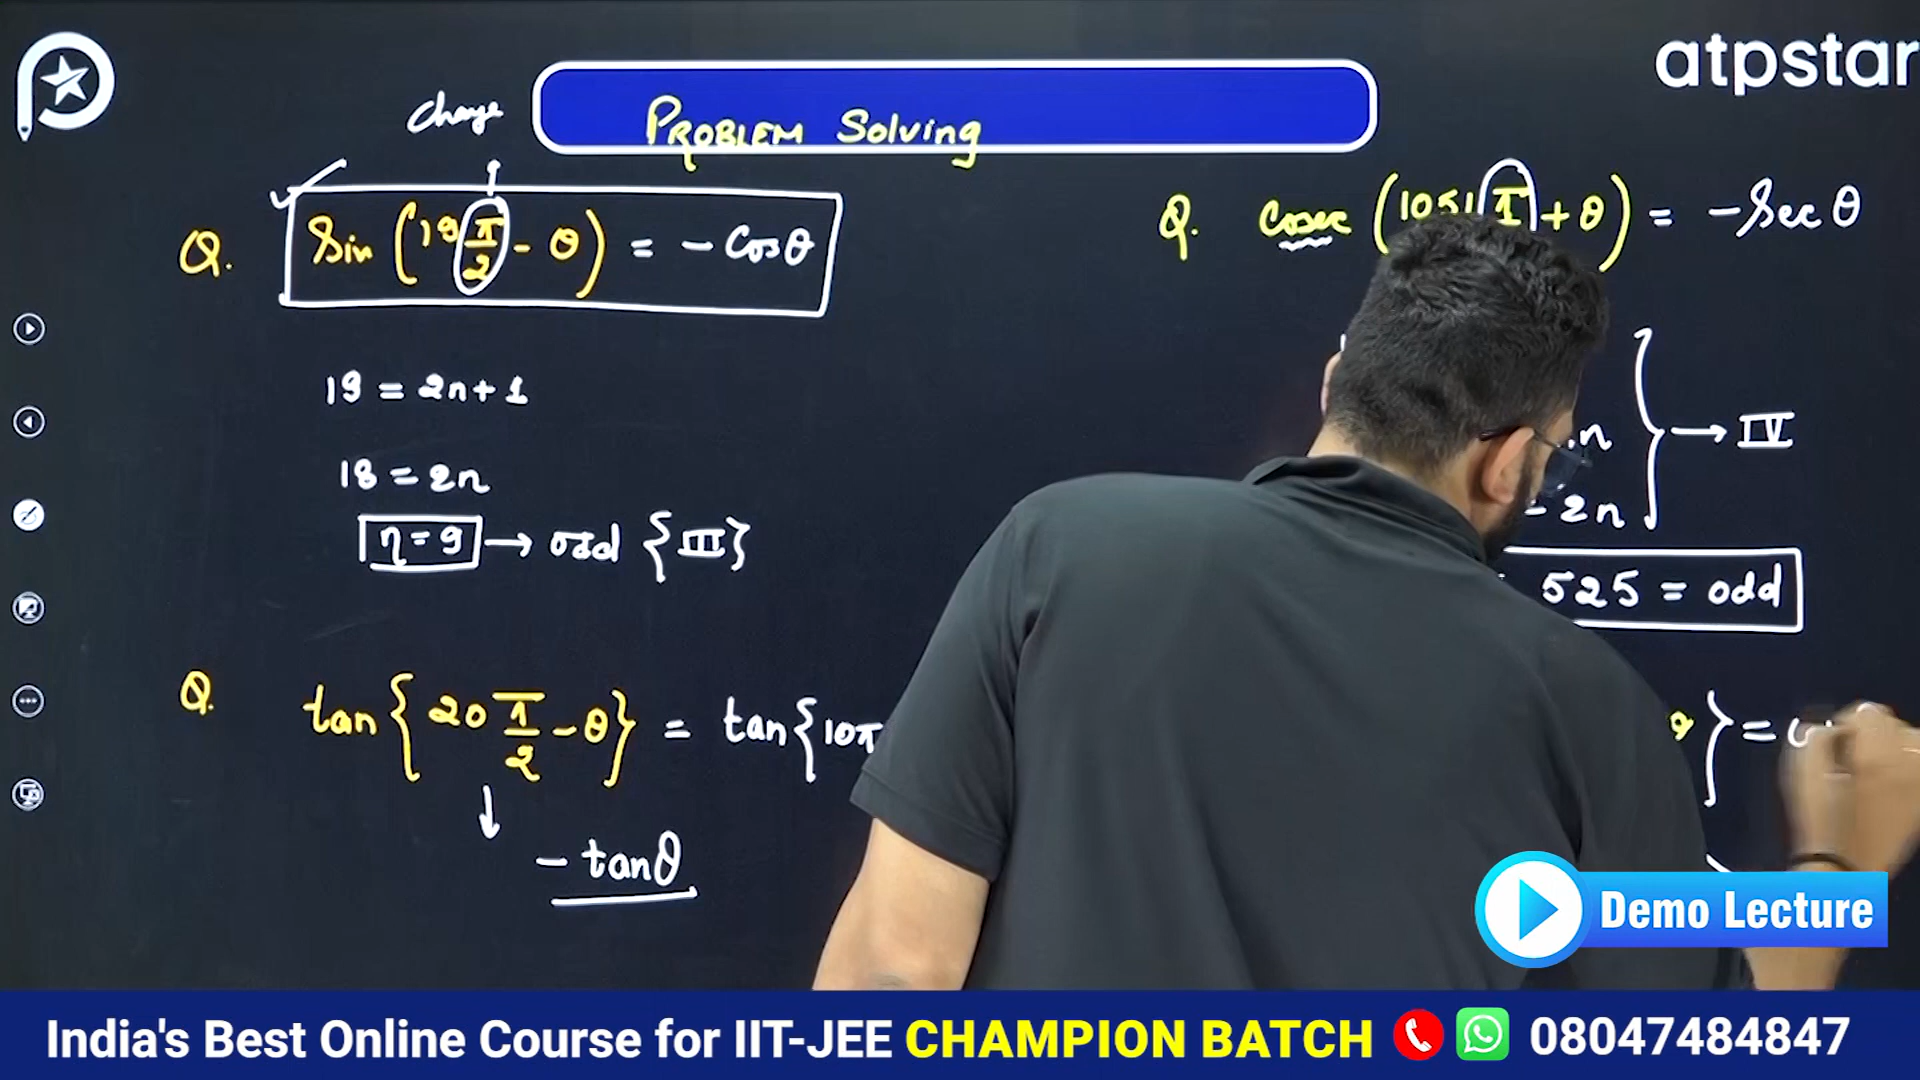 atpstar
Change
PROBLEM Solving
Q. Sin (19 π/2 - θ) = - Cosθ
19 = 2n + 1
18 = 2n
n = 9 → odd {III}
Q. tan { 20 π/2 - θ } = tan { 10π
↓
- tanθ
Q. Cosec ( 1051 π + θ ) = - Sec θ
n
= 2n
→ IV
525 = odd
} =
Demo Lecture
India's Best Online Course for IIT-JEE CHAMPION BATCH 08047484847